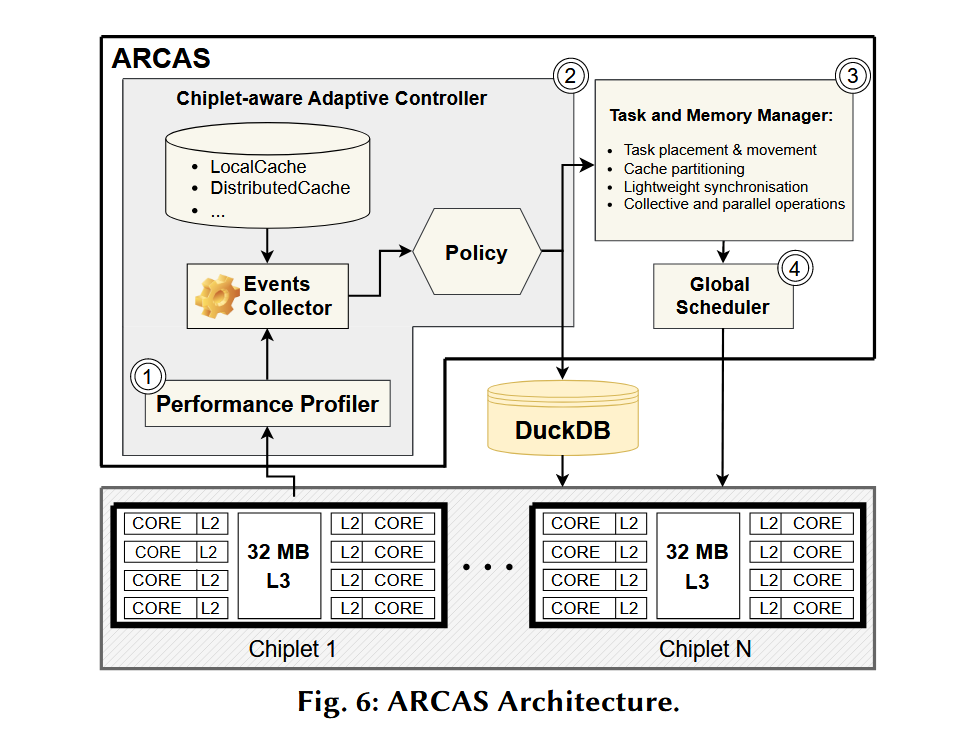 ARCAS
2
3
Chiplet-aware Adaptive Controller
• LocalCache
• DistributedCache
• ...
Task and Memory Manager:
• Task placement & movement
• Cache partitioning
• Lightweight synchronisation
• Collective and parallel operations
Events
Collector
Policy
4
Global
Scheduler
1
Performance Profiler
DuckDB
CORE L2
CORE L2
CORE L2
CORE L2
32 MB
L3
L2 CORE
L2 CORE
L2 CORE
L2 CORE
Chiplet 1
• • •
CORE L2
CORE L2
CORE L2
CORE L2
32 MB
L3
L2 CORE
L2 CORE
L2 CORE
L2 CORE
Chiplet N
Fig. 6: ARCAS Architecture.